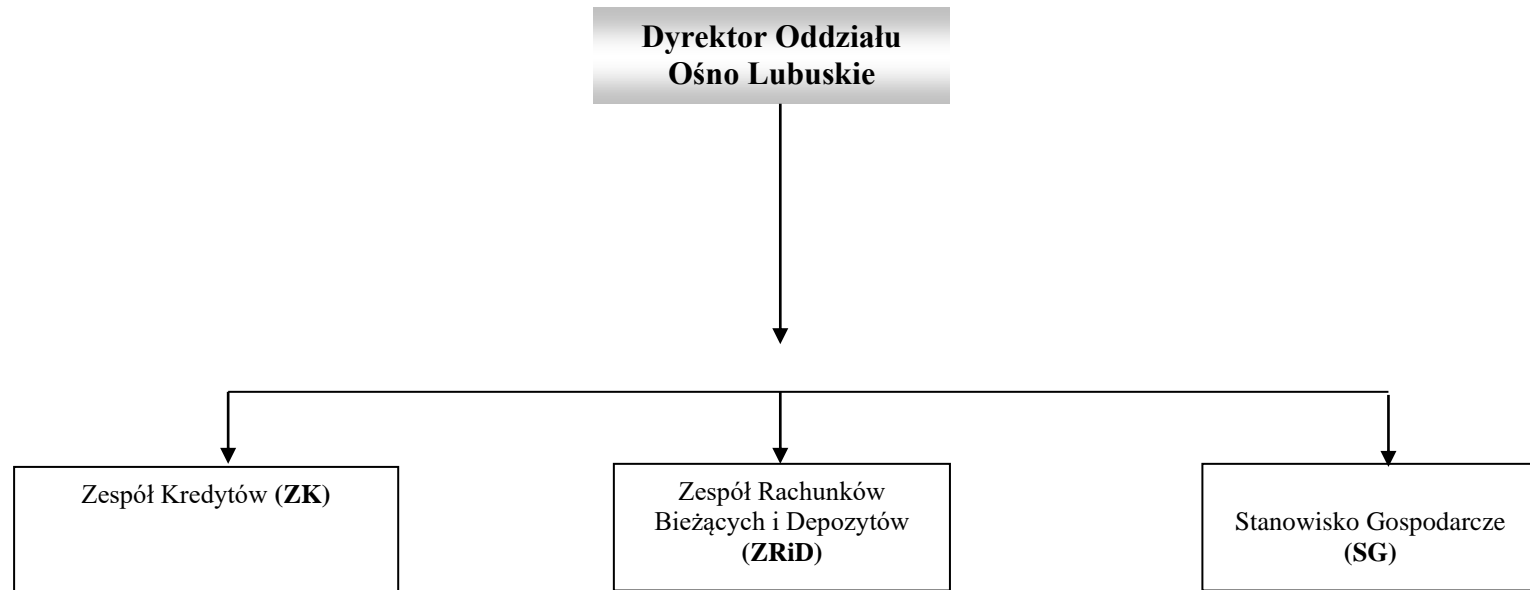 Dyrektor Oddziału
Ośno Lubuskie
Zespół Kredytów (ZK)
Zespół Rachunków
Bieżących i Depozytów
(ZRiD)
Stanowisko Gospodarcze
(SG)